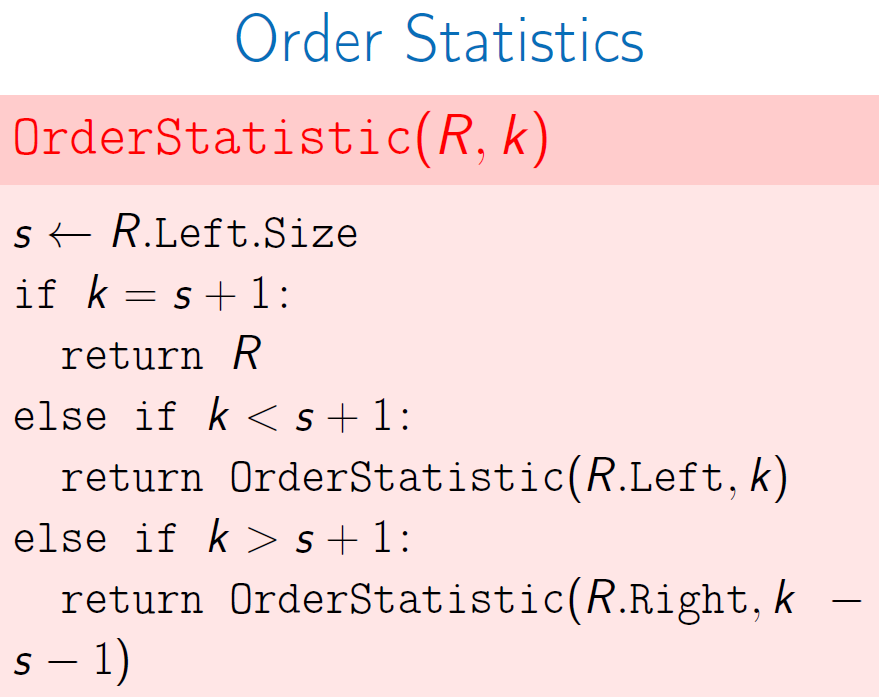 Order Statistics
OrderStatistic(R, k)
s ← R.Left.Size
if k = s + 1:
return R
else if k < s + 1:
return OrderStatistic(R.Left, k)
else if k > s + 1:
return OrderStatistic(R.Right, k −
s − 1)